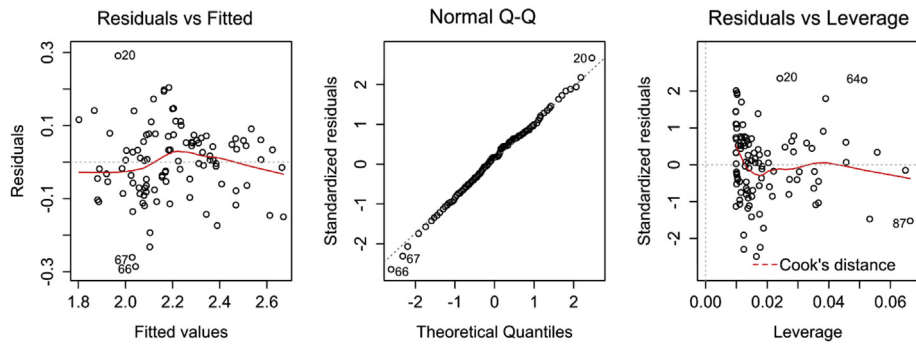 Residuals vs Fitted
0.3
0.1
-0.1
-0.3
Residuals
20
67
66
1.8 2.0 2.2 2.4 2.6
Fitted values
Normal Q-Q
2
1
0
-1
-2
Standardized residuals
20
67
66
-2 -1 0 1 2
Theoretical Quantiles
Residuals vs Leverage
2
1
0
-1
-2
Standardized residuals
20
64
87
Cook's distance
0.00 0.02 0.04 0.06
Leverage